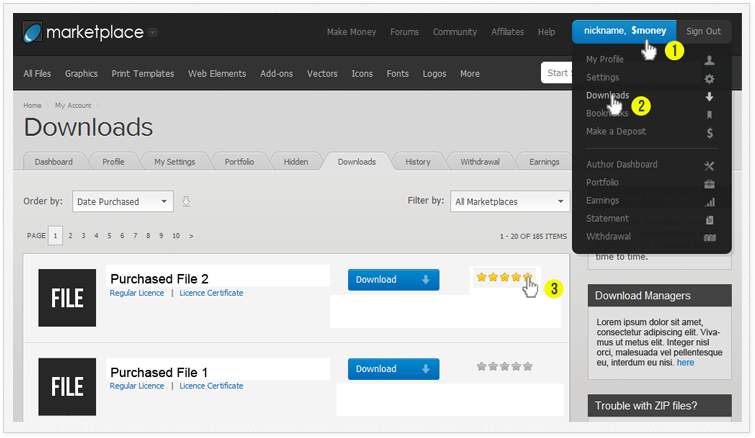 marketplace
Make Money Forums Community Affiliates Help
nickname, $money
Sign Out
1
All Files Graphics Print Templates Web Elements Add-ons Vectors Icons Fonts Logos More
Start
My Profile
Settings
Downloads
2
Bookmarks
Make a Deposit
$
Author Dashboard
Portfolio
Earnings
Statement
Withdrawal
Home \ My Account \
Downloads
Dashboard Profile My Settings Portfolio Hidden Downloads History Withdrawal Earnings
Order by: Date Purchased
Filter by: All Marketplaces
PAGE 1 2 3 4 5 6 7 8 9 10 >
1 - 20 OF 185 ITEMS
FILE
Purchased File 2
Regular Licence | Licence Certificate
Download
3
FILE
Purchased File 1
Regular Licence | Licence Certificate
Download
time to time.
Download Managers
Lorem ipsum dolor sit amet,
consectetur adipiscing elit. Viva-
mus ut metus elit. Integer nisl
orci, malesuada vel pellentesque
eu, interdum eu nisi. here
Trouble with ZIP files?